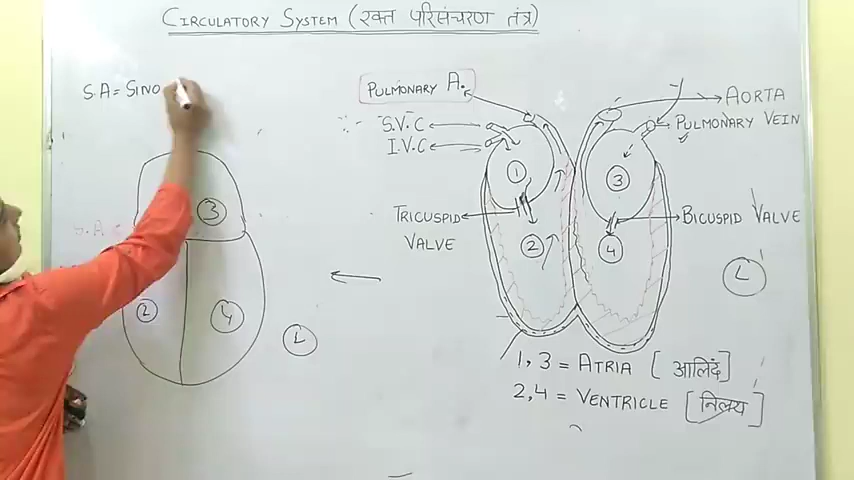 CIRCULATORY SYSTEM (रक्त परिसंचरण तंत्र)
S.A = SINO
PULMONARY A.
S.V.C
I.V.C
AORTA
PULMONARY VEIN
TRICUSPID VALVE
BICUSPID VALVE
1
2
3
4
L
3
2
4
L
S.A
1, 3 = ATRIA [आलिंद]
2, 4 = VENTRICLE [निलय]